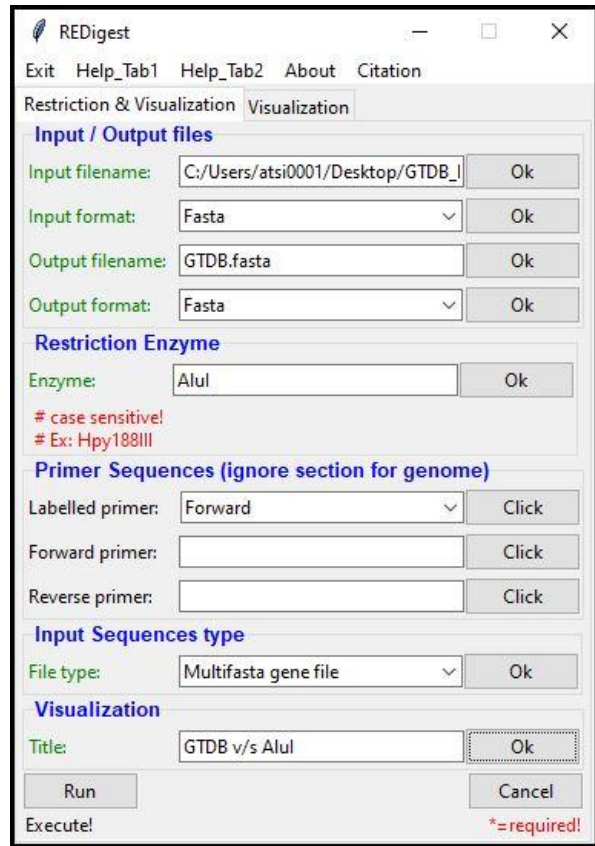 REDigest
Exit Help_Tab1 Help_Tab2 About Citation
Restriction & Visualization Visualization
Input / Output files
Input filename: C:/Users/atsi0001/Desktop/GTDB_I Ok
Input format: Fasta Ok
Output filename: GTDB.fasta Ok
Output format: Fasta Ok
Restriction Enzyme
Enzyme: AluI Ok
# case sensitive!
# Ex: Hpy188III
Primer Sequences (ignore section for genome)
Labelled primer: Forward Click
Forward primer: Click
Reverse primer: Click
Input Sequences type
File type: Multifasta gene file Ok
Visualization
Title: GTDB v/s AluI Ok
Run Cancel
Execute! *=required!